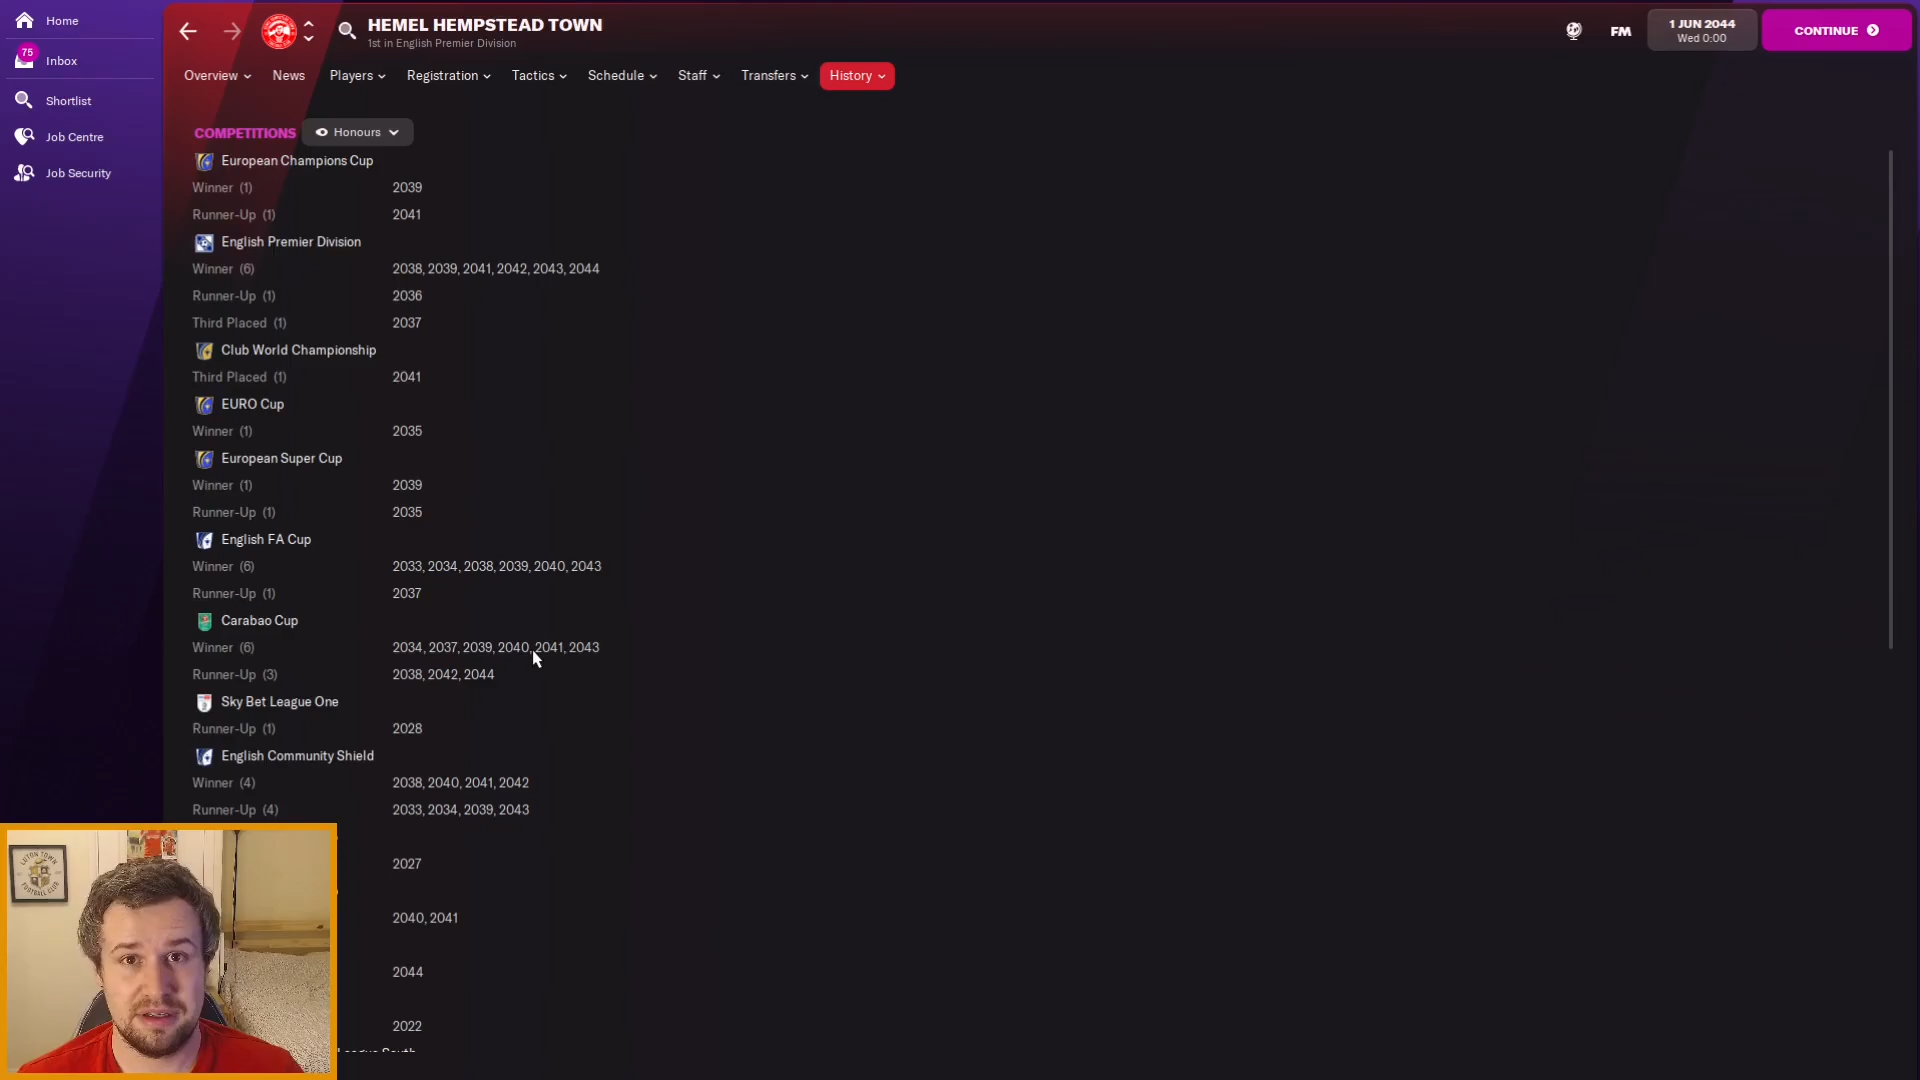 Home
75
Inbox
Shortlist
Job Centre
Job Security
HEMEL HEMPSTEAD TOWN
1st in English Premier Division
FM
1 JUN 2044
Wed 0:00
CONTINUE
Overview
News
Players
Registration
Tactics
Schedule
Staff
Transfers
History
COMPETITIONS
Honours
European Champions Cup
Winner (1) 2039
Runner-Up (1) 2041
English Premier Division
Winner (6) 2038, 2039, 2041, 2042, 2043, 2044
Runner-Up (1) 2036
Third Placed (1) 2037
Club World Championship
Third Placed (1) 2041
EURO Cup
Winner (1) 2035
European Super Cup
Winner (1) 2039
Runner-Up (1) 2035
English FA Cup
Winner (6) 2033, 2034, 2038, 2039, 2040, 2043
Runner-Up (1) 2037
Carabao Cup
Winner (6) 2034, 2037, 2039, 2040, 2041, 2043
Runner-Up (3) 2038, 2042, 2044
Sky Bet League One
Runner-Up (1) 2028
English Community Shield
Winner (4) 2038, 2040, 2041, 2042
Runner-Up (4) 2033, 2034, 2039, 2043
2027
2040, 2041
2044
2022
League South
LUTON TOWN
FOOTBALL CLUB